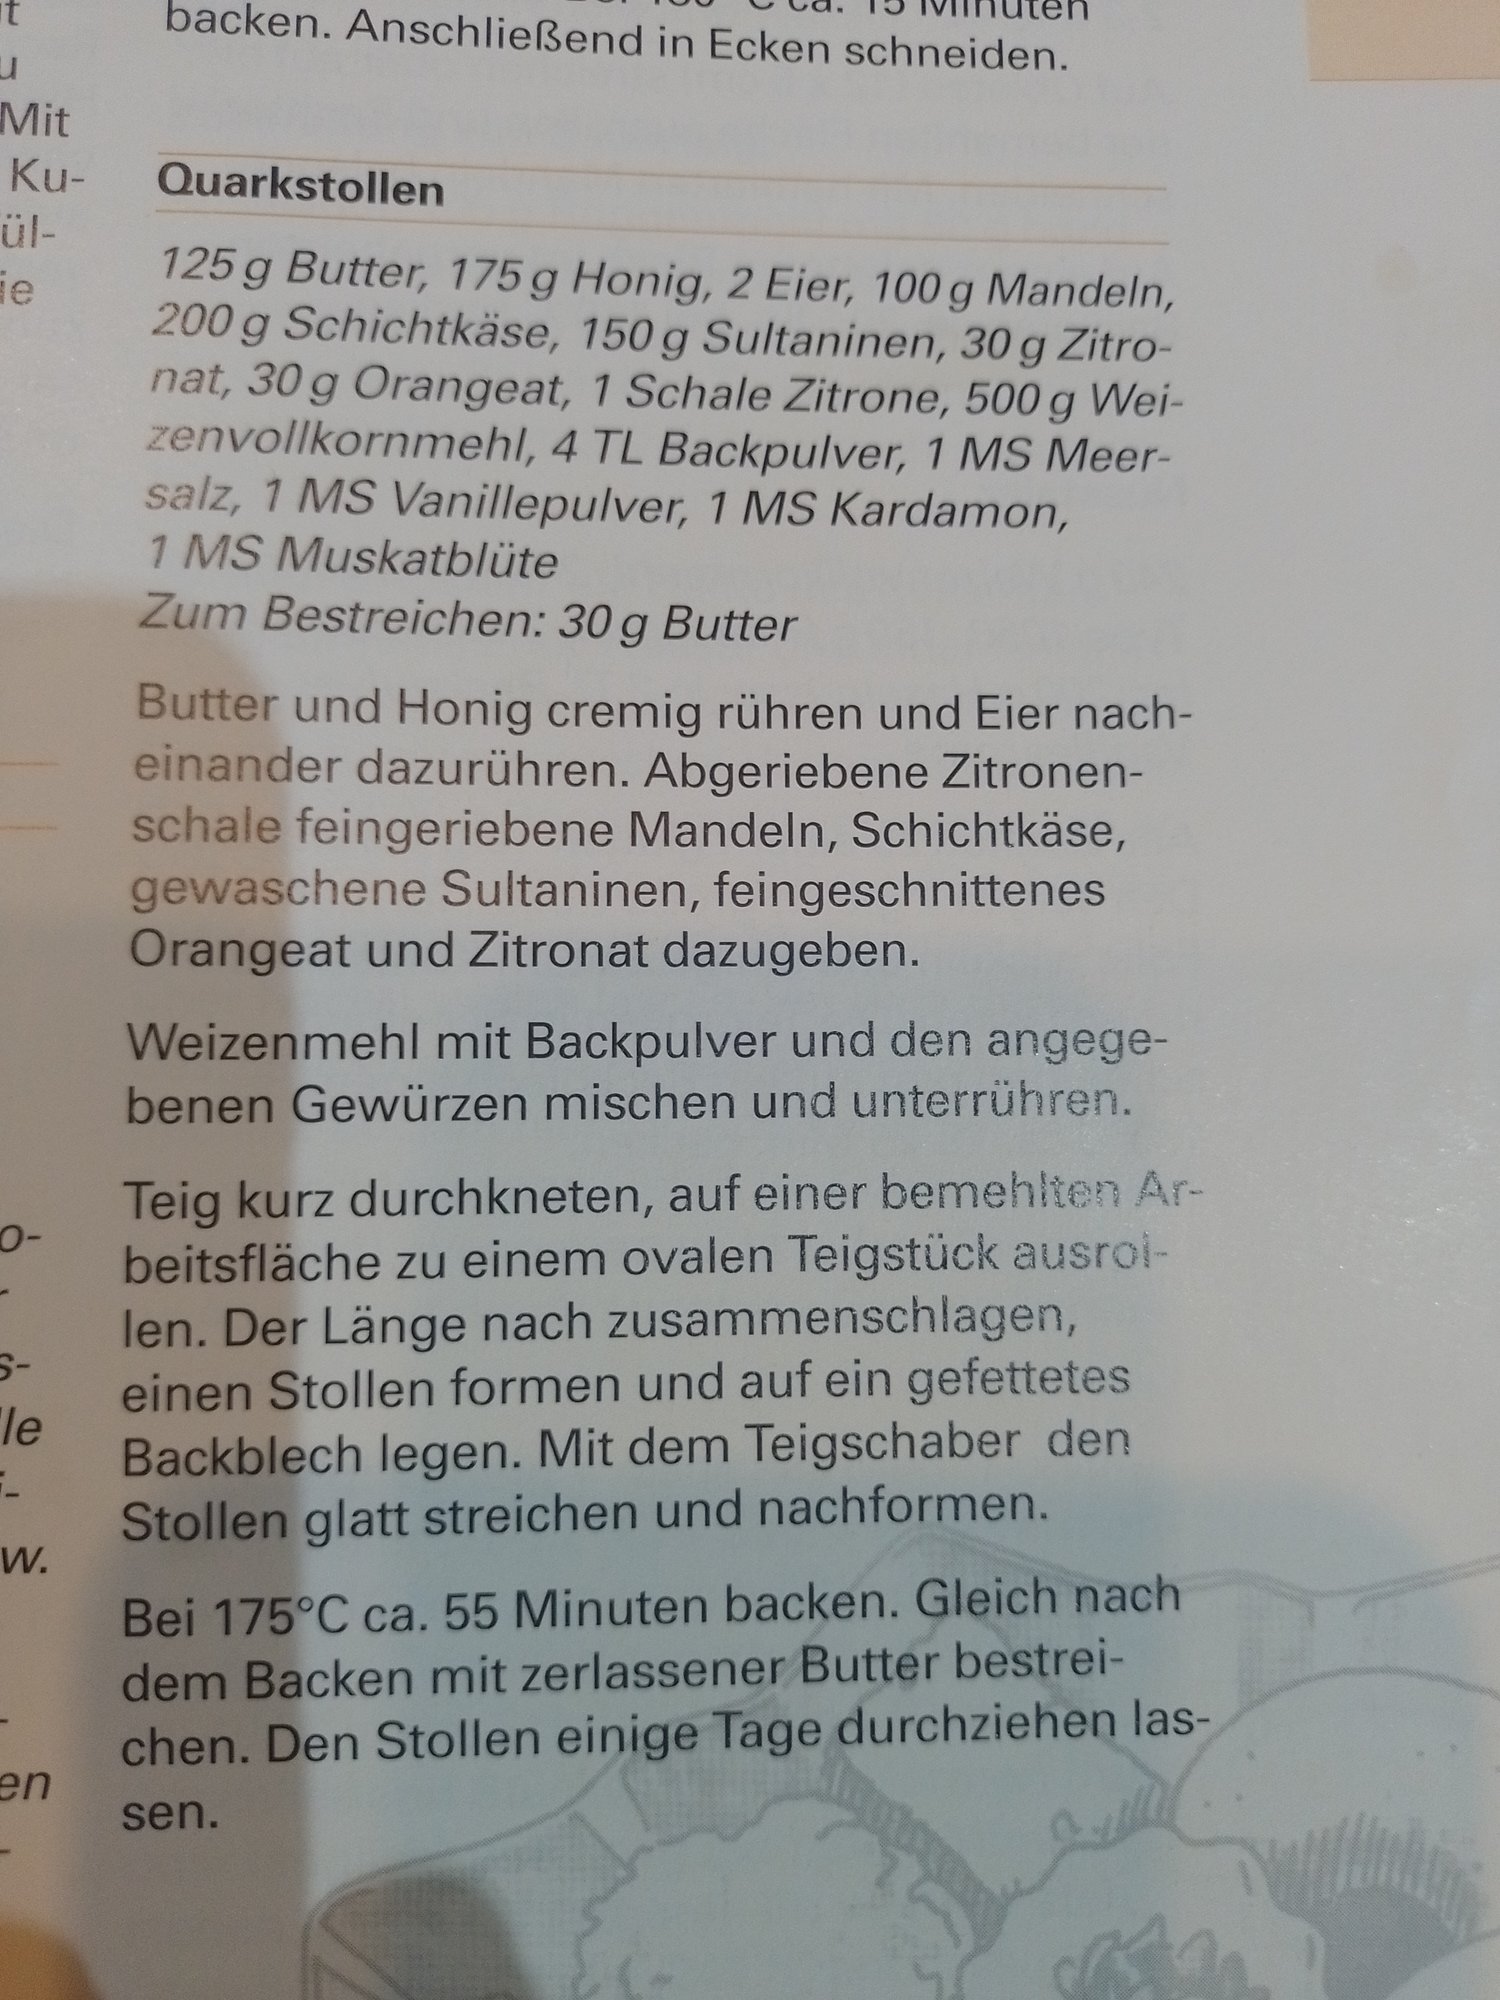 backen. Anschließend in Ecken schneiden.
Mit
Ku-
ül-
ie
Quarkstollen
125 g Butter, 175 g Honig, 2 Eier, 100 g Mandeln,
200 g Schichtkäse, 150 g Sultaninen, 30 g Zitro-
nat, 30 g Orangeat, 1 Schale Zitrone, 500 g Wei-
zenvollkornmehl, 4 TL Backpulver, 1 MS Meer-
salz, 1 MS Vanillepulver, 1 MS Kardamon,
1 MS Muskatblüte
Zum Bestreichen: 30 g Butter
Butter und Honig cremig rühren und Eier nach-
einander dazurühren. Abgeriebene Zitronen-
schale feingeriebene Mandeln, Schichtkäse,
gewaschene Sultaninen, feingeschnittenes
Orangeat und Zitronat dazugeben.
Weizenmehl mit Backpulver und den angege-
benen Gewürzen mischen und unterrühren.
Teig kurz durchkneten, auf einer bemehlten Ar-
beitsfläche zu einem ovalen Teigstück ausrol-
len. Der Länge nach zusammenschlagen,
einen Stollen formen und auf ein gefettetes
Backblech legen. Mit dem Teigschaber den
Stollen glatt streichen und nachformen.
Bei 175°C ca. 55 Minuten backen. Gleich nach
dem Backen mit zerlassener Butter bestrei-
chen. Den Stollen einige Tage durchziehen las-
sen.